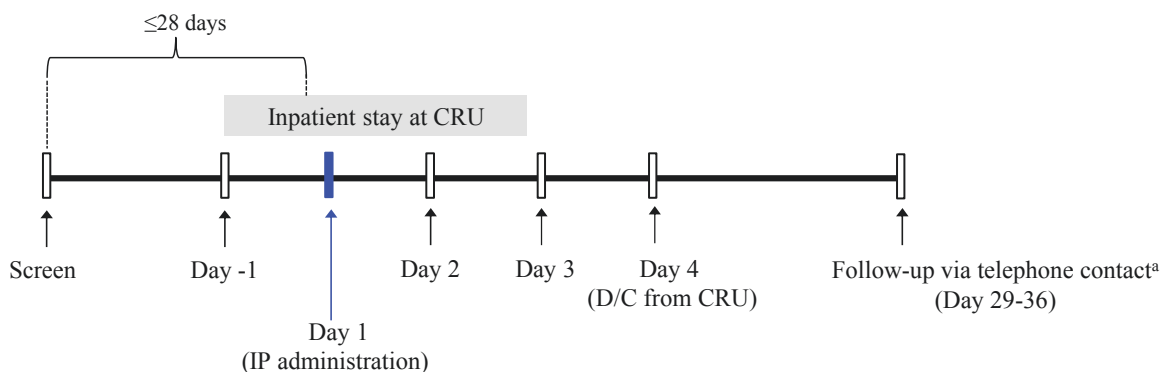 ≤28 days
Inpatient stay at CRU
Screen
Day -1
Day 1
(IP administration)
Day 2
Day 3
Day 4
(D/C from CRU)
Follow-up via telephone contactᵃ
(Day 29-36)